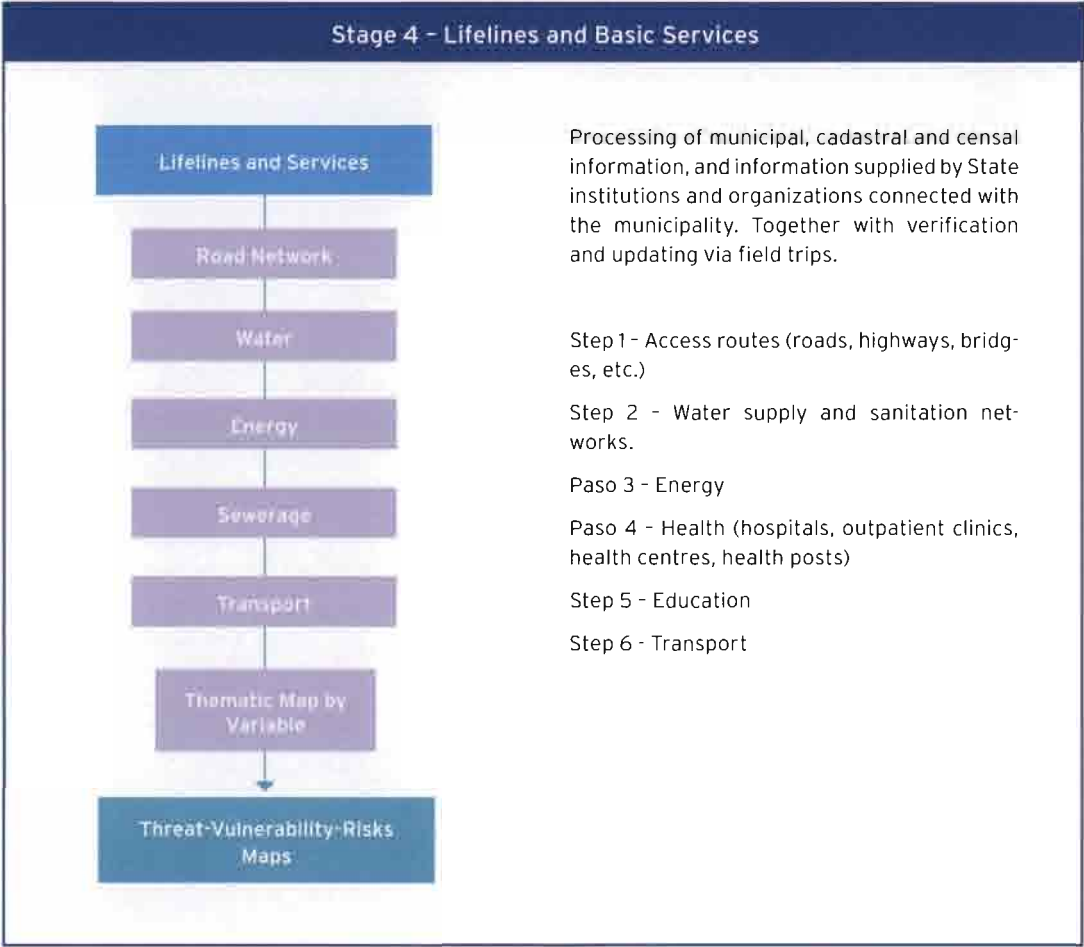 Stage 4 – Lifelines and Basic Services
Lifelines and Services
Road Network
Water
Energy
Sewerage
Transport
Thematic Map by
Variable
Threat-Vulnerability-Risks
Maps
Processing of municipal, cadastral and censal
information, and information supplied by State
institutions and organizations connected with
the municipality. Together with verification
and updating via field trips.
Step 1 – Access routes (roads, highways, bridg-
es, etc.)
Step 2 – Water supply and sanitation net-
works.
Paso 3 – Energy
Paso 4 – Health (hospitals, outpatient clinics,
health centres, health posts)
Step 5 – Education
Step 6 - Transport